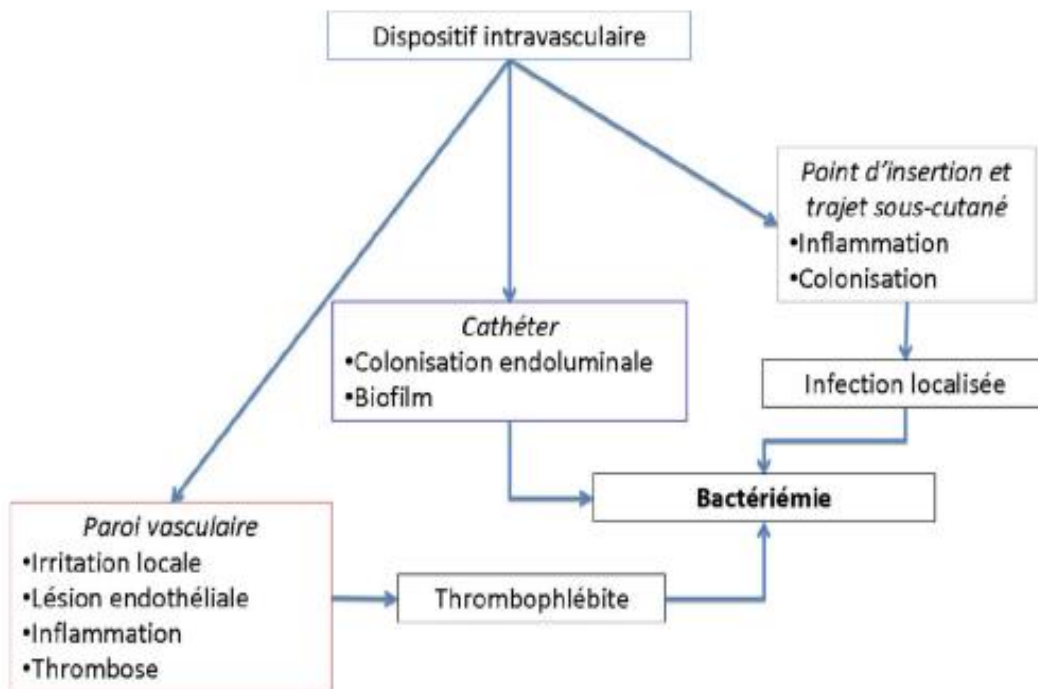 Dispositif intravasculaire
Point d'insertion et
trajet sous-cutané
•Inflammation
•Colonisation
Cathéter
•Colonisation endoluminale
•Biofilm
Infection localisée
Bactériémie
Paroi vasculaire
•Irritation locale
•Lésion endothéliale
•Inflammation
•Thrombose
Thrombophlébite